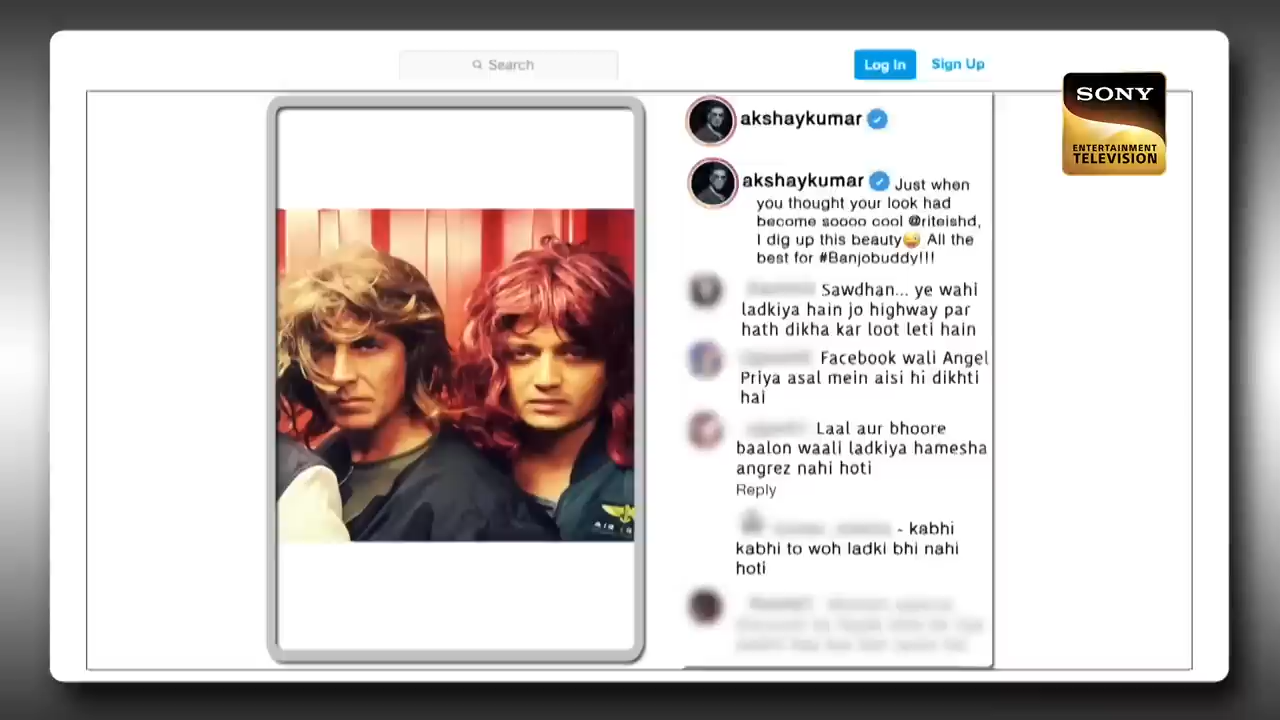 Search
Log In
Sign Up
SONY
ENTERTAINMENT
TELEVISION
akshaykumar
akshaykumar Just when
you thought your look had
become soooo cool @riteishd,
I dig up this beauty😜 All the
best for #Banjobuddy!!!
Sawdhan... ye wahi
ladkiya hain jo highway par
hath dikha kar loot leti hain
Facebook wali Angel
Priya asal mein aisi hi dikhti
hai
Laal aur bhoore
baalon waali ladkiya hamesha
angrez nahi hoti
Reply
- kabhi
kabhi to woh ladki bhi nahi
hoti
AIR